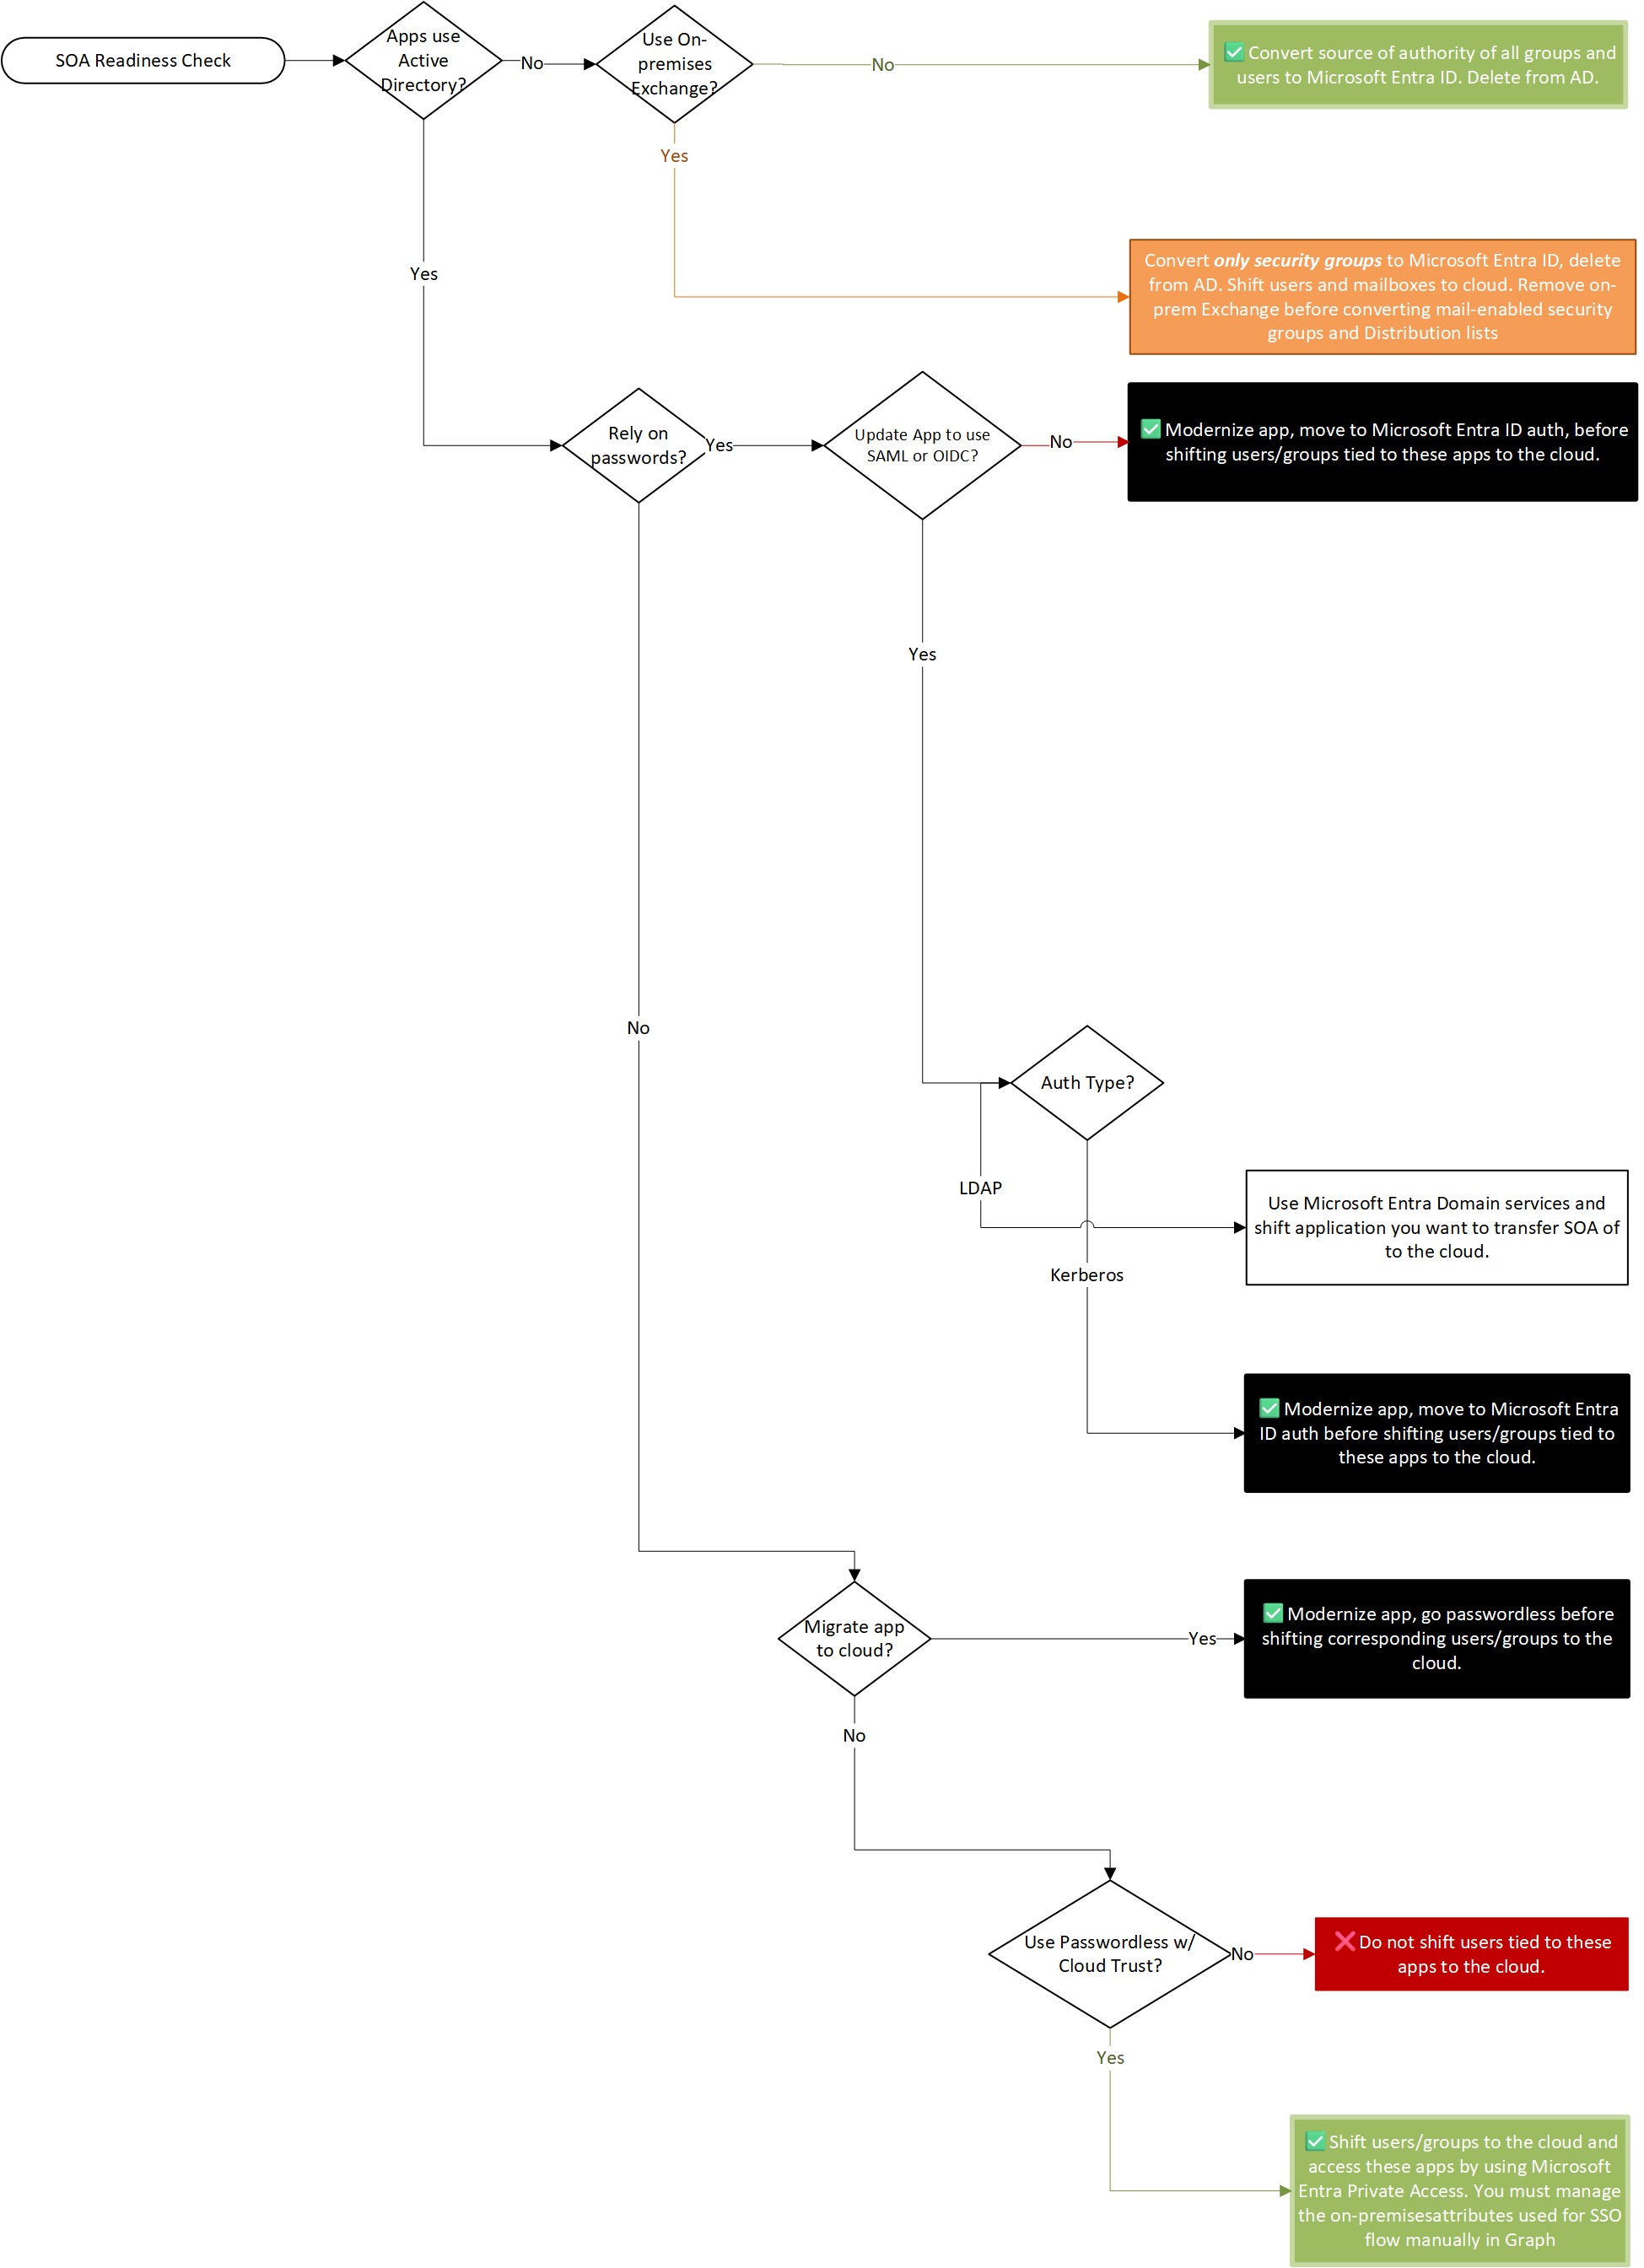 SOA Readiness Check
Apps use
Active
Directory?
No
Use On-
premises
Exchange?
No
✅ Convert source of authority of all groups and
users to Microsoft Entra ID. Delete from AD.
Yes
Convert only security groups to Microsoft Entra ID, delete
from AD. Shift users and mailboxes to cloud. Remove on-
prem Exchange before converting mail-enabled security
groups and Distribution lists
Yes
Rely on
passwords?
Yes
Update App to use
SAML or OIDC?
No
✅ Modernize app, move to Microsoft Entra ID auth, before
shifting users/groups tied to these apps to the cloud.
Yes
No
Auth Type?
LDAP
Use Microsoft Entra Domain services and
shift application you want to transfer SOA of
to the cloud.
Kerberos
✅ Modernize app, move to Microsoft Entra
ID auth before shifting users/groups tied to
these apps to the cloud.
Migrate app
to cloud?
Yes
✅ Modernize app, go passwordless before
shifting corresponding users/groups to the
cloud.
No
Use Passwordless w/
Cloud Trust?
No
❌ Do not shift users tied to these
apps to the cloud.
Yes
✅ Shift users/groups to the cloud and
access these apps by using Microsoft
Entra Private Access. You must manage
the on-premisesattributes used for SSO
flow manually in Graph